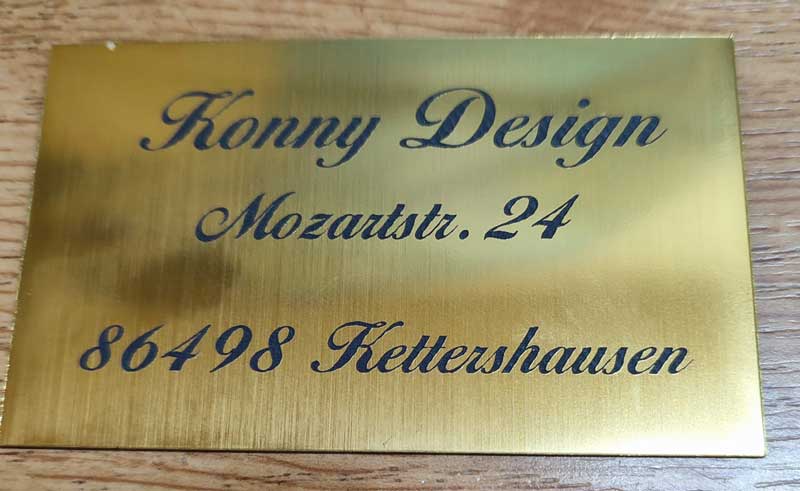 Konny Design
Mozartstr. 24
86498 Kettershausen